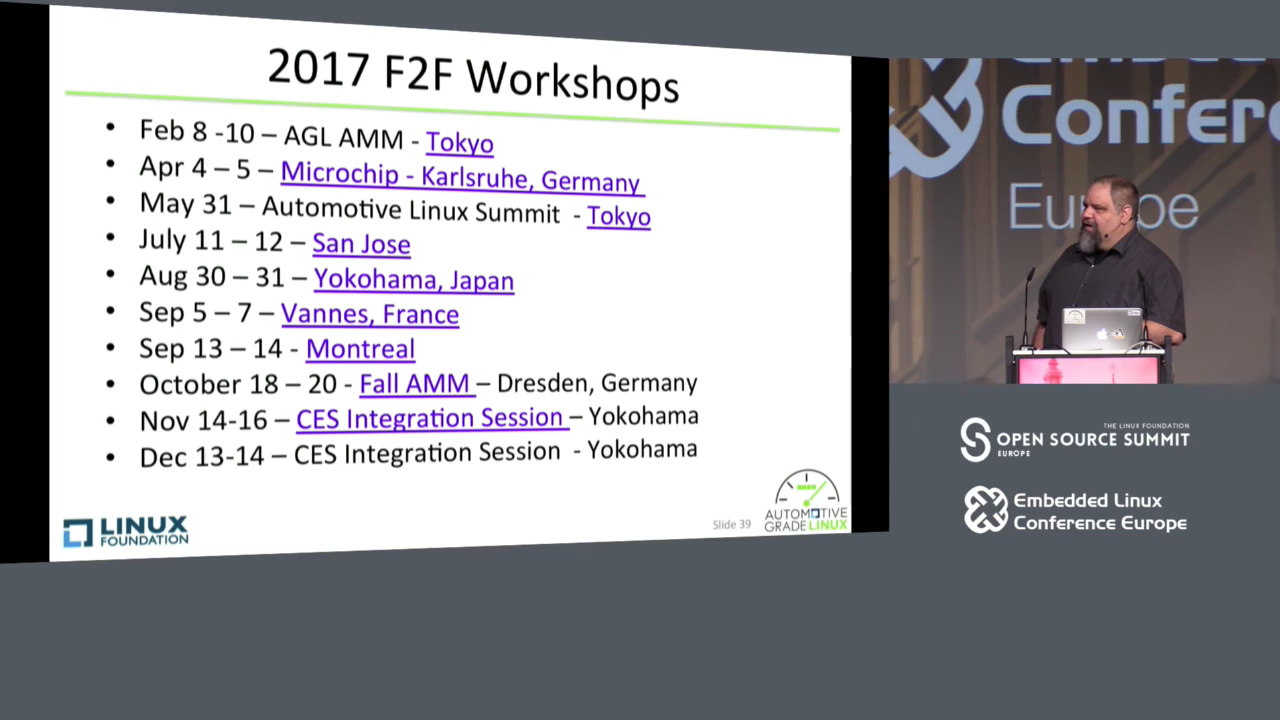 2017 F2F Workshops
• Feb 8 -10 – AGL AMM - Tokyo
• Apr 4 – 5 – Microchip - Karlsruhe, Germany
• May 31 – Automotive Linux Summit - Tokyo
• July 11 – 12 – San Jose
• Aug 30 – 31 – Yokohama, Japan
• Sep 5 – 7 – Vannes, France
• Sep 13 – 14 - Montreal
• October 18 – 20 - Fall AMM – Dresden, Germany
• Nov 14-16 – CES Integration Session – Yokohama
• Dec 13-14 – CES Integration Session - Yokohama
LINUX
FOUNDATION
Slide 39
AUTOMOTIVE
GRADE LINUX
Confer
Europe
THE LINUX FOUNDATION
OPEN SOURCE SUMMIT
EUROPE
Embedded Linux
Conference Europe